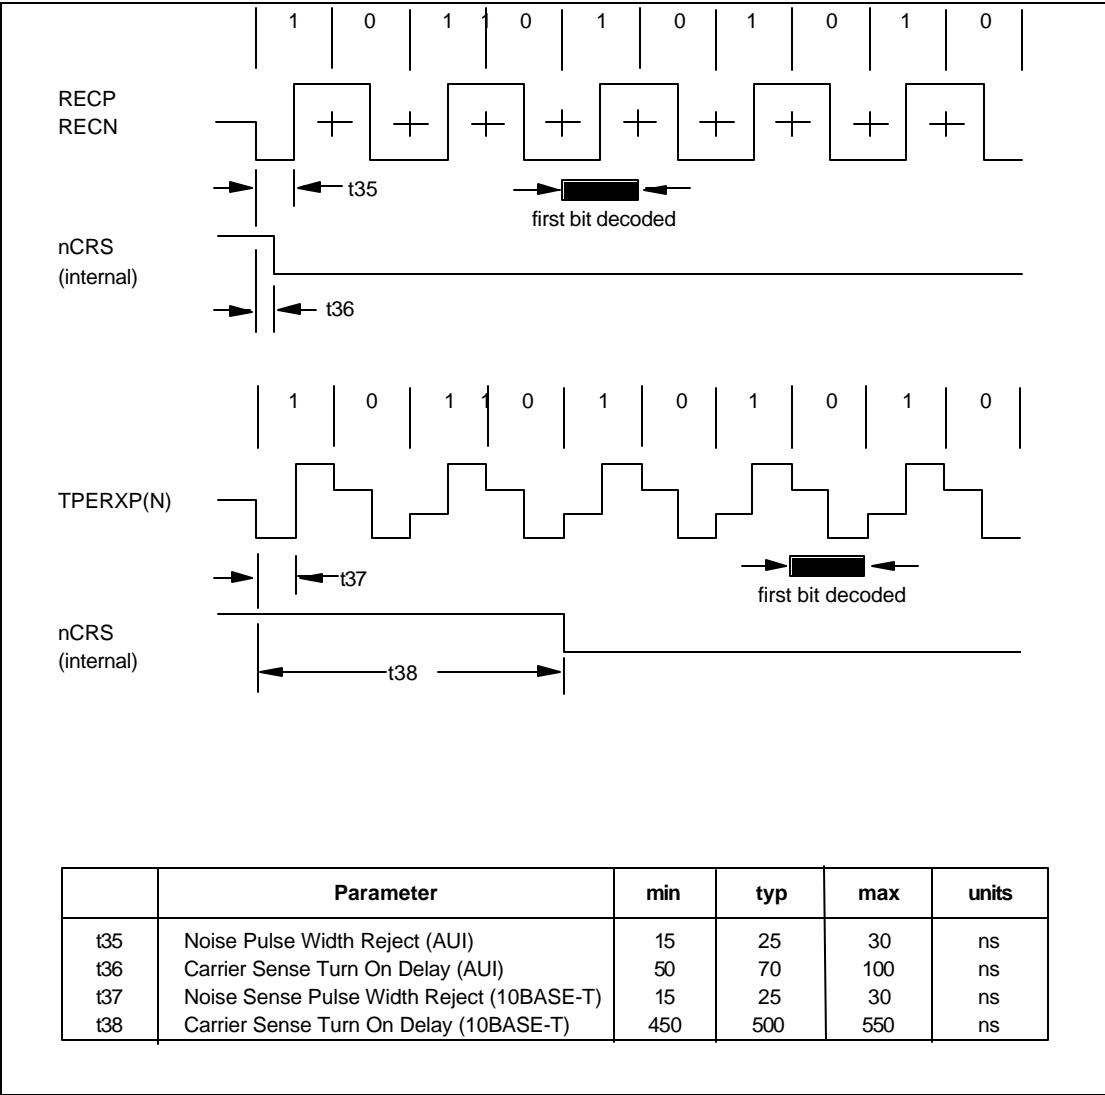 1 0 1 1 0 1 0 1 0 1 0
RECP
RECN
t35
first bit decoded
nCRS
(internal)
t36
1 0 1 1 0 1 0 1 0 1 0
TPERXP(N)
t37
first bit decoded
nCRS
(internal)
t38
Parameter min typ max units
t35 Noise Pulse Width Reject (AUI) 15 25 30 ns
t36 Carrier Sense Turn On Delay (AUI) 50 70 100 ns
t37 Noise Sense Pulse Width Reject (10BASE-T) 15 25 30 ns
t38 Carrier Sense Turn On Delay (10BASE-T) 450 500 550 ns